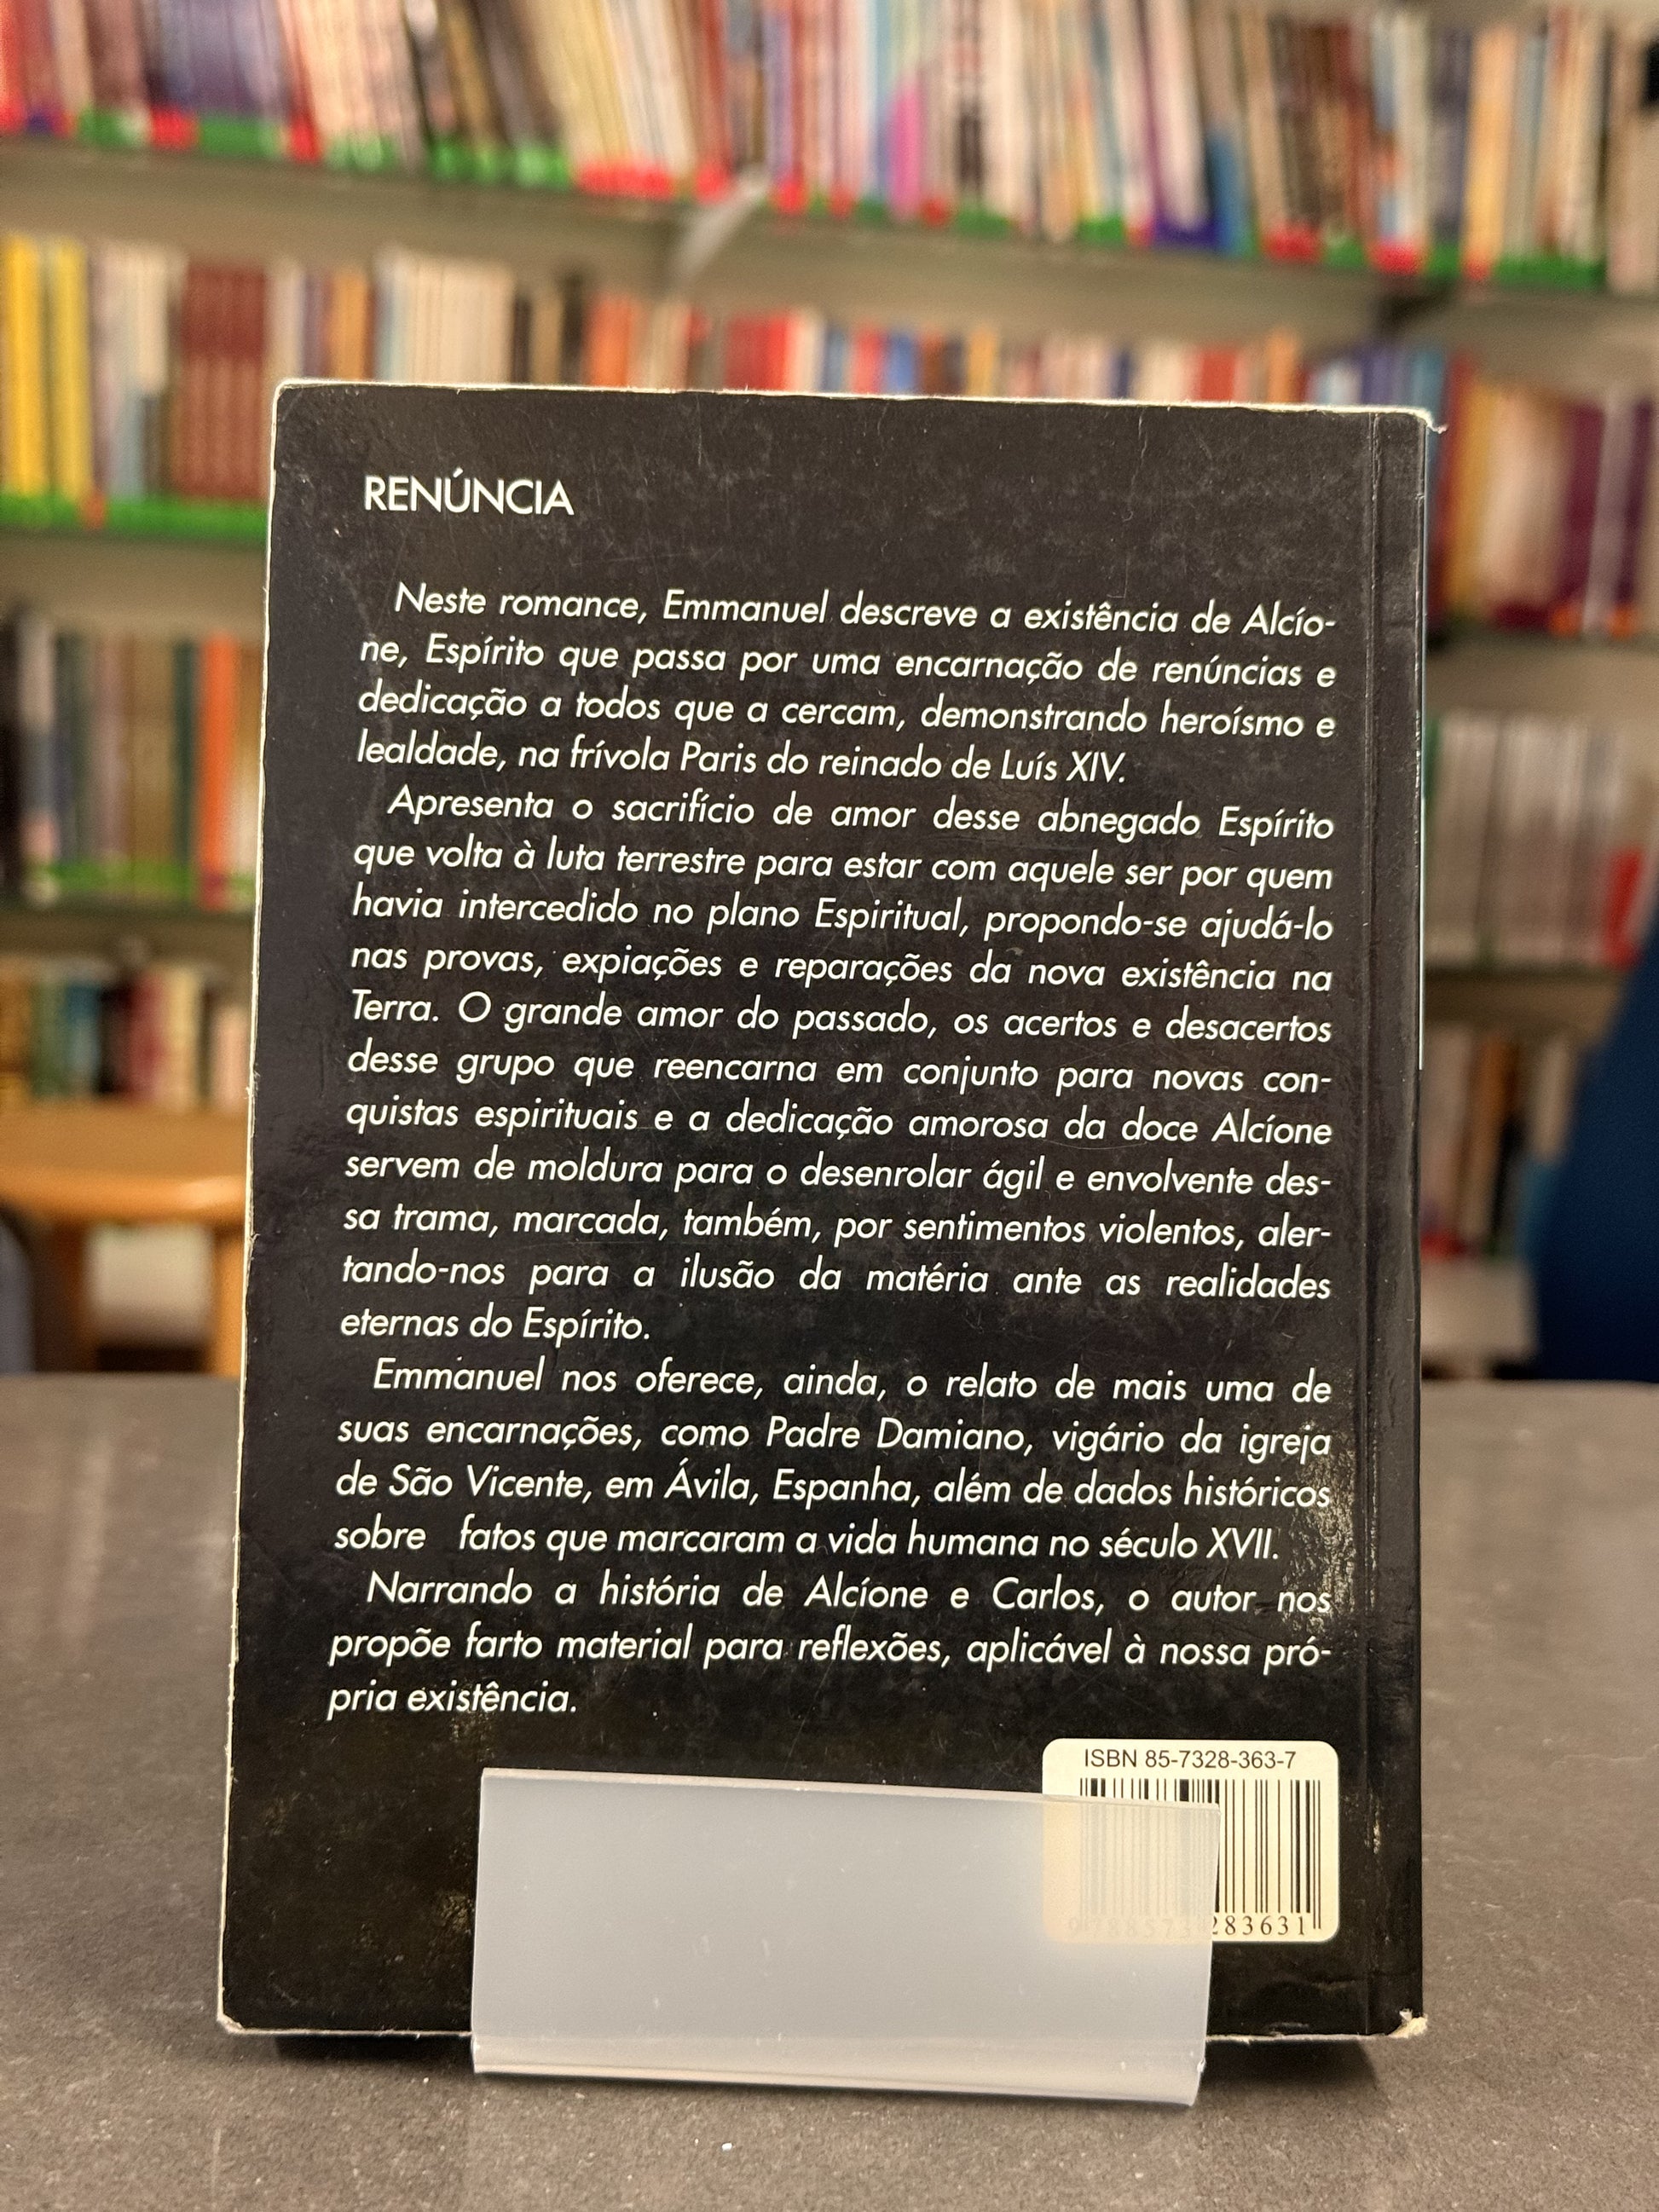 RENÚNCIA
Neste romance, Emmanuel descreve a existência de Alcío-
ne, Espírito que passa por uma encarnação de renúncias e
dedicação a todos que a cercam, demonstrando heroísmo e
lealdade, na frívola Paris do reinado de Luís XIV.
Apresenta o sacrifício de amor desse abnegado Espírito
que volta à luta terrestre para estar com aquele ser por quem
havia intercedido no plano Espiritual, propondo-se ajudá-lo
nas provas, expiações e reparações da nova existência na
Terra. O grande amor do passado, os acertos e desacertos
desse grupo que reencarna em conjunto para novas con-
quistas espirituais e a dedicação amorosa da doce Alcíone
servem de moldura para o desenrolar ágil e envolvente des-
sa trama, marcada, também, por sentimentos violentos, aler-
tando-nos para a ilusão da matéria ante as realidades
eternas do Espírito.
Emmanuel nos oferece, ainda, o relato de mais uma de
suas encarnações, como Padre Damiano, vigário da igreja
de São Vicente, em Ávila, Espanha, além de dados históricos
sobre fatos que marcaram a vida humana no século XVII.
Narrando a história de Alcíone e Carlos, o autor nos
propõe farto material para reflexões, aplicável à nossa pró-
pria existência.
ISBN 85-7328-363-7
9 788573 283631